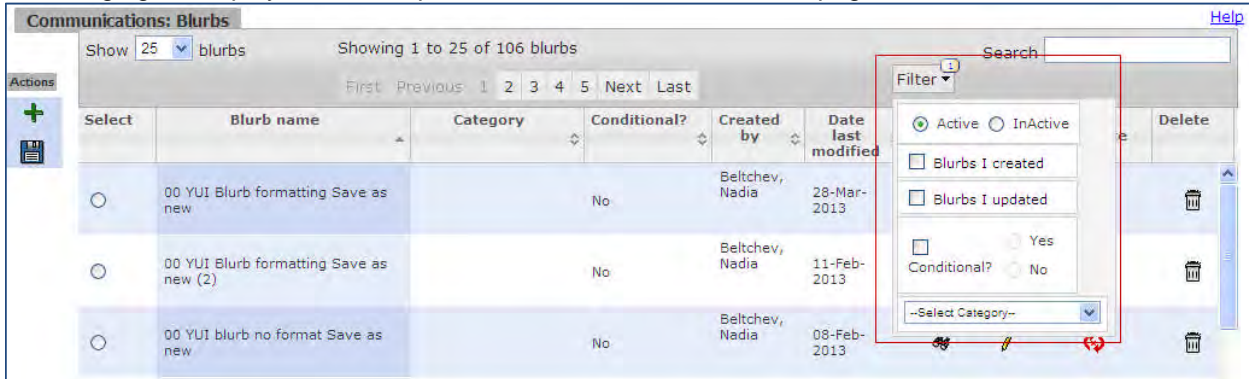 Communications: Blurbs
Help
Show 25 blurbs Showing 1 to 25 of 106 blurbs Search
First Previous 1 2 3 4 5 Next Last
Filter 1
Actions
Select Blurb name Category Conditional? Created by Date last modified Delete
Active InActive
Blurbs I created
Blurbs I updated
Conditional? Yes No
--Select Category--
00 YUI Blurb formatting Save as new No Beltchev, Nadia 28-Mar-2013
00 YUI Blurb formatting Save as new (2) No Beltchev, Nadia 11-Feb-2013
00 YUI blurb no format Save as new No Beltchev, Nadia 08-Feb-2013